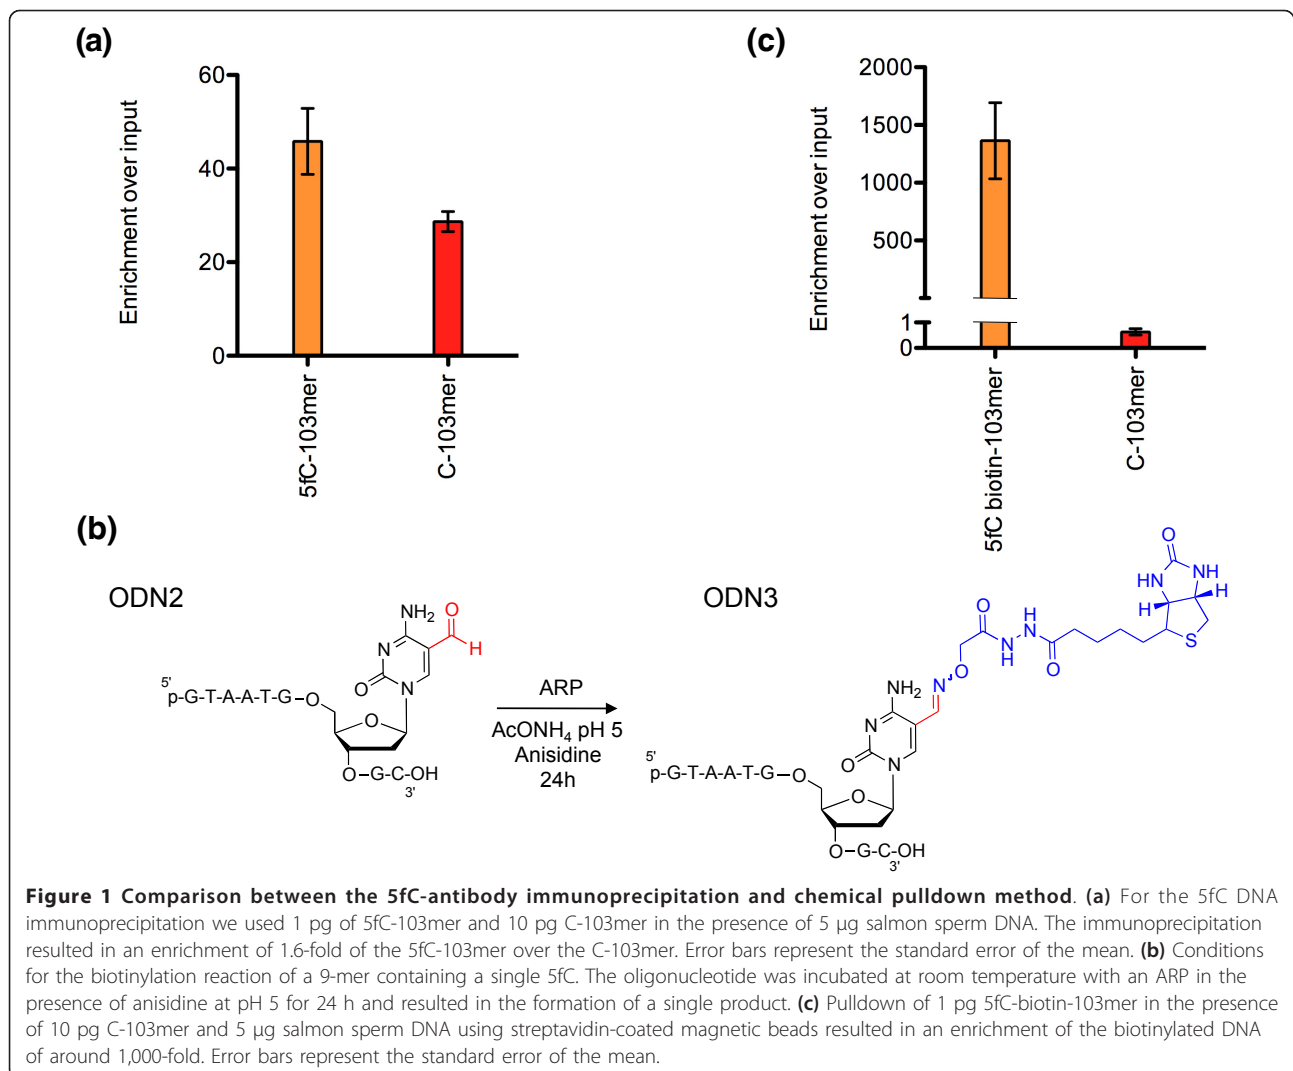 (a)
60
40
20
0
Enrichment over input
5fC-103mer
C-103mer
(c)
2000
1500
1000
500
1
0
Enrichment over input
5fC biotin-103mer
C-103mer
(b)
ODN2
NH2
O
H
N
O
N
5'
p-G-T-A-A-T-G-O
O
O-G-C-OH
3'
ARP
AcONH4 pH 5
Anisidine
24h
ODN3
O
HN
NH
H
H
S
O
H
N
N
H
O
O
N
NH2
N
O
N
5'
p-G-T-A-A-T-G-O
O
O-G-C-OH
3'
Figure 1 Comparison between the 5fC-antibody immunoprecipitation and chemical pulldown method. (a) For the 5fC DNA
immunoprecipitation we used 1 pg of 5fC-103mer and 10 pg C-103mer in the presence of 5 μg salmon sperm DNA. The immunoprecipitation
resulted in an enrichment of 1.6-fold of the 5fC-103mer over the C-103mer. Error bars represent the standard error of the mean. (b) Conditions
for the biotinylation reaction of a 9-mer containing a single 5fC. The oligonucleotide was incubated at room temperature with an ARP in the
presence of anisidine at pH 5 for 24 h and resulted in the formation of a single product. (c) Pulldown of 1 pg 5fC-biotin-103mer in the presence
of 10 pg C-103mer and 5 μg salmon sperm DNA using streptavidin-coated magnetic beads resulted in an enrichment of the biotinylated DNA
of around 1,000-fold. Error bars represent the standard error of the mean.